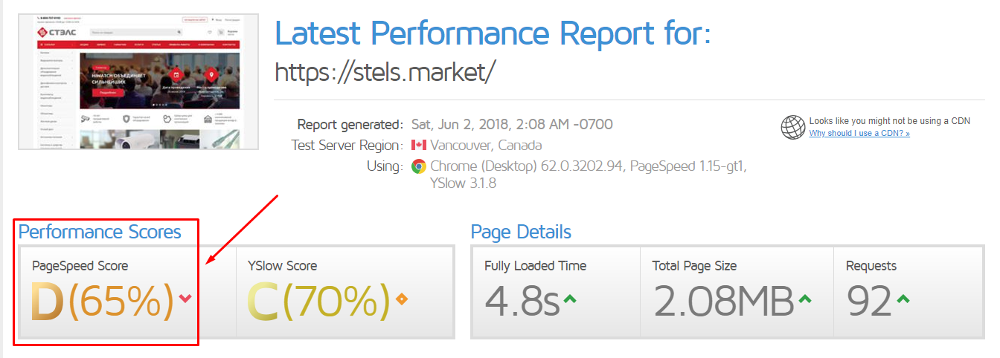 СТЭЛС
HIWATCH ОБЪЕДИНЯЕТ
СИЛЬНЕЙШИХ
Latest Performance Report for:
https://stels.market/
Report generated: Sat, Jun 2, 2018, 2:08 AM -0700
Test Server Region: Vancouver, Canada
Using: Chrome (Desktop) 62.0.3202.94, PageSpeed 1.15-gt1,
YSlow 3.1.8
Looks like you might not be using a CDN
Why should I use a CDN? »
Performance Scores
PageSpeed Score
D(65%)
YSlow Score
C(70%)
Page Details
Fully Loaded Time
4.8s
Total Page Size
2.08MB
Requests
92